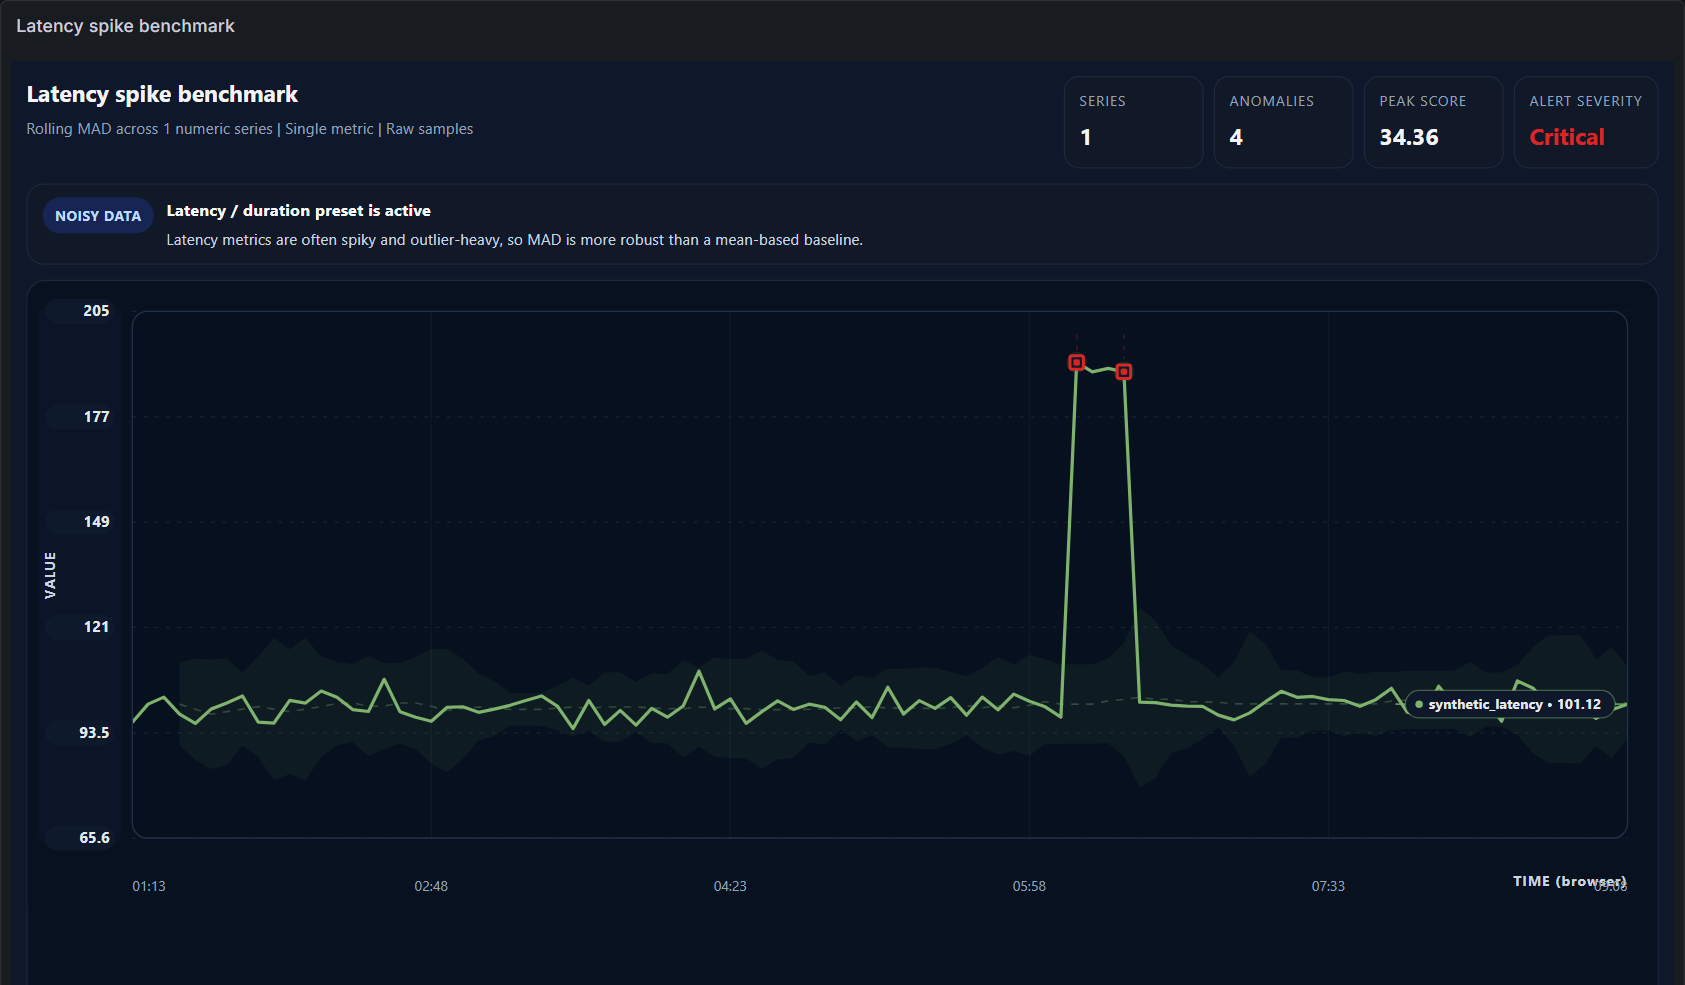 Latency spike benchmark
Latency spike benchmark
Rolling MAD across 1 numeric series | Single metric | Raw samples
SERIES
1
ANOMALIES
4
PEAK SCORE
34.36
ALERT SEVERITY
Critical
NOISY DATA
Latency / duration preset is active
Latency metrics are often spiky and outlier-heavy, so MAD is more robust than a mean-based baseline.
205
177
149
121
93.5
65.6
VALUE
synthetic_latency • 101.12
01:13
02:48
04:23
05:58
07:33
TIME (browser)